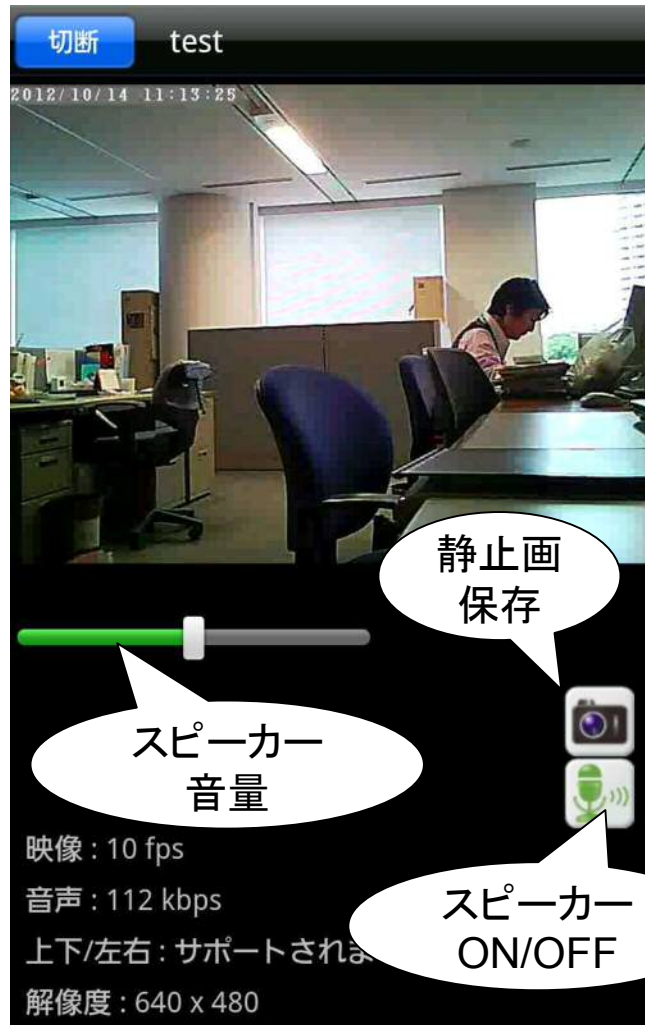 切断 test
2012/10/14 11:13:25
静止画
保存
スピーカー
音量
映像 : 10 fps
音声 : 112 kbps
スピーカー
ON/OFF
上下/左右 : サポートされま
解像度 : 640 x 480